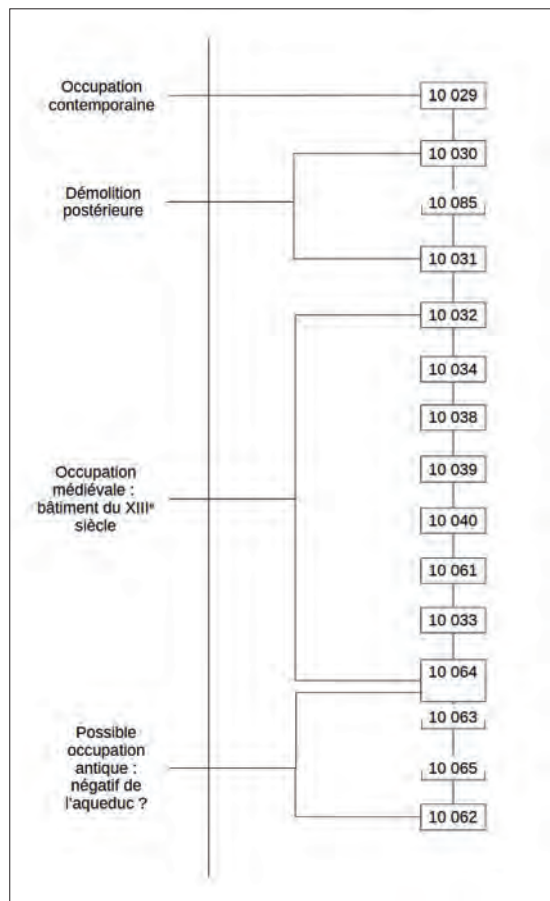 Occupation
contemporaine
10 029
10 030
Démolition
postérieure
10 085
10 031
10 032
10 034
10 038
10 039
Occupation
médiévale :
bâtiment du XIIIe
siècle
10 040
10 061
10 033
10 064
10 063
Possible
occupation
antique :
négatif de
l'aqueduc ?
10 065
10 062